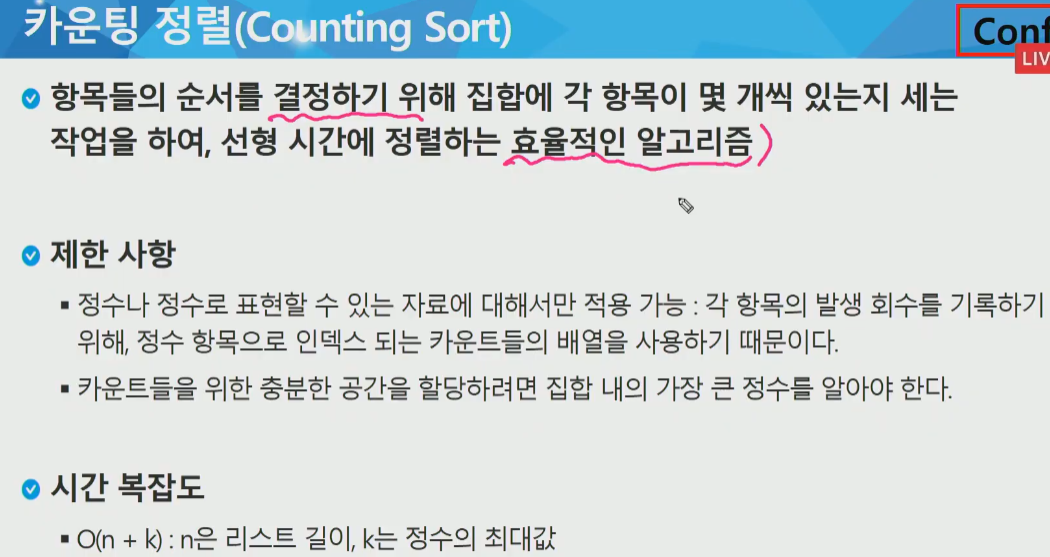 카운팅 정렬(Counting Sort)
Conf
LIV
항목들의 순서를 결정하기 위해 집합에 각 항목이 몇 개씩 있는지 세는
작업을 하여, 선형 시간에 정렬하는 효율적인 알고리즘
제한 사항
정수나 정수로 표현할 수 있는 자료에 대해서만 적용 가능 : 각 항목의 발생 회수를 기록하기
위해, 정수 항목으로 인덱스 되는 카운트들의 배열을 사용하기 때문이다.
카운트들을 위한 충분한 공간을 할당하려면 집합 내의 가장 큰 정수를 알아야 한다.
시간 복잡도
O(n + k) : n은 리스트 길이, k는 정수의 최대값